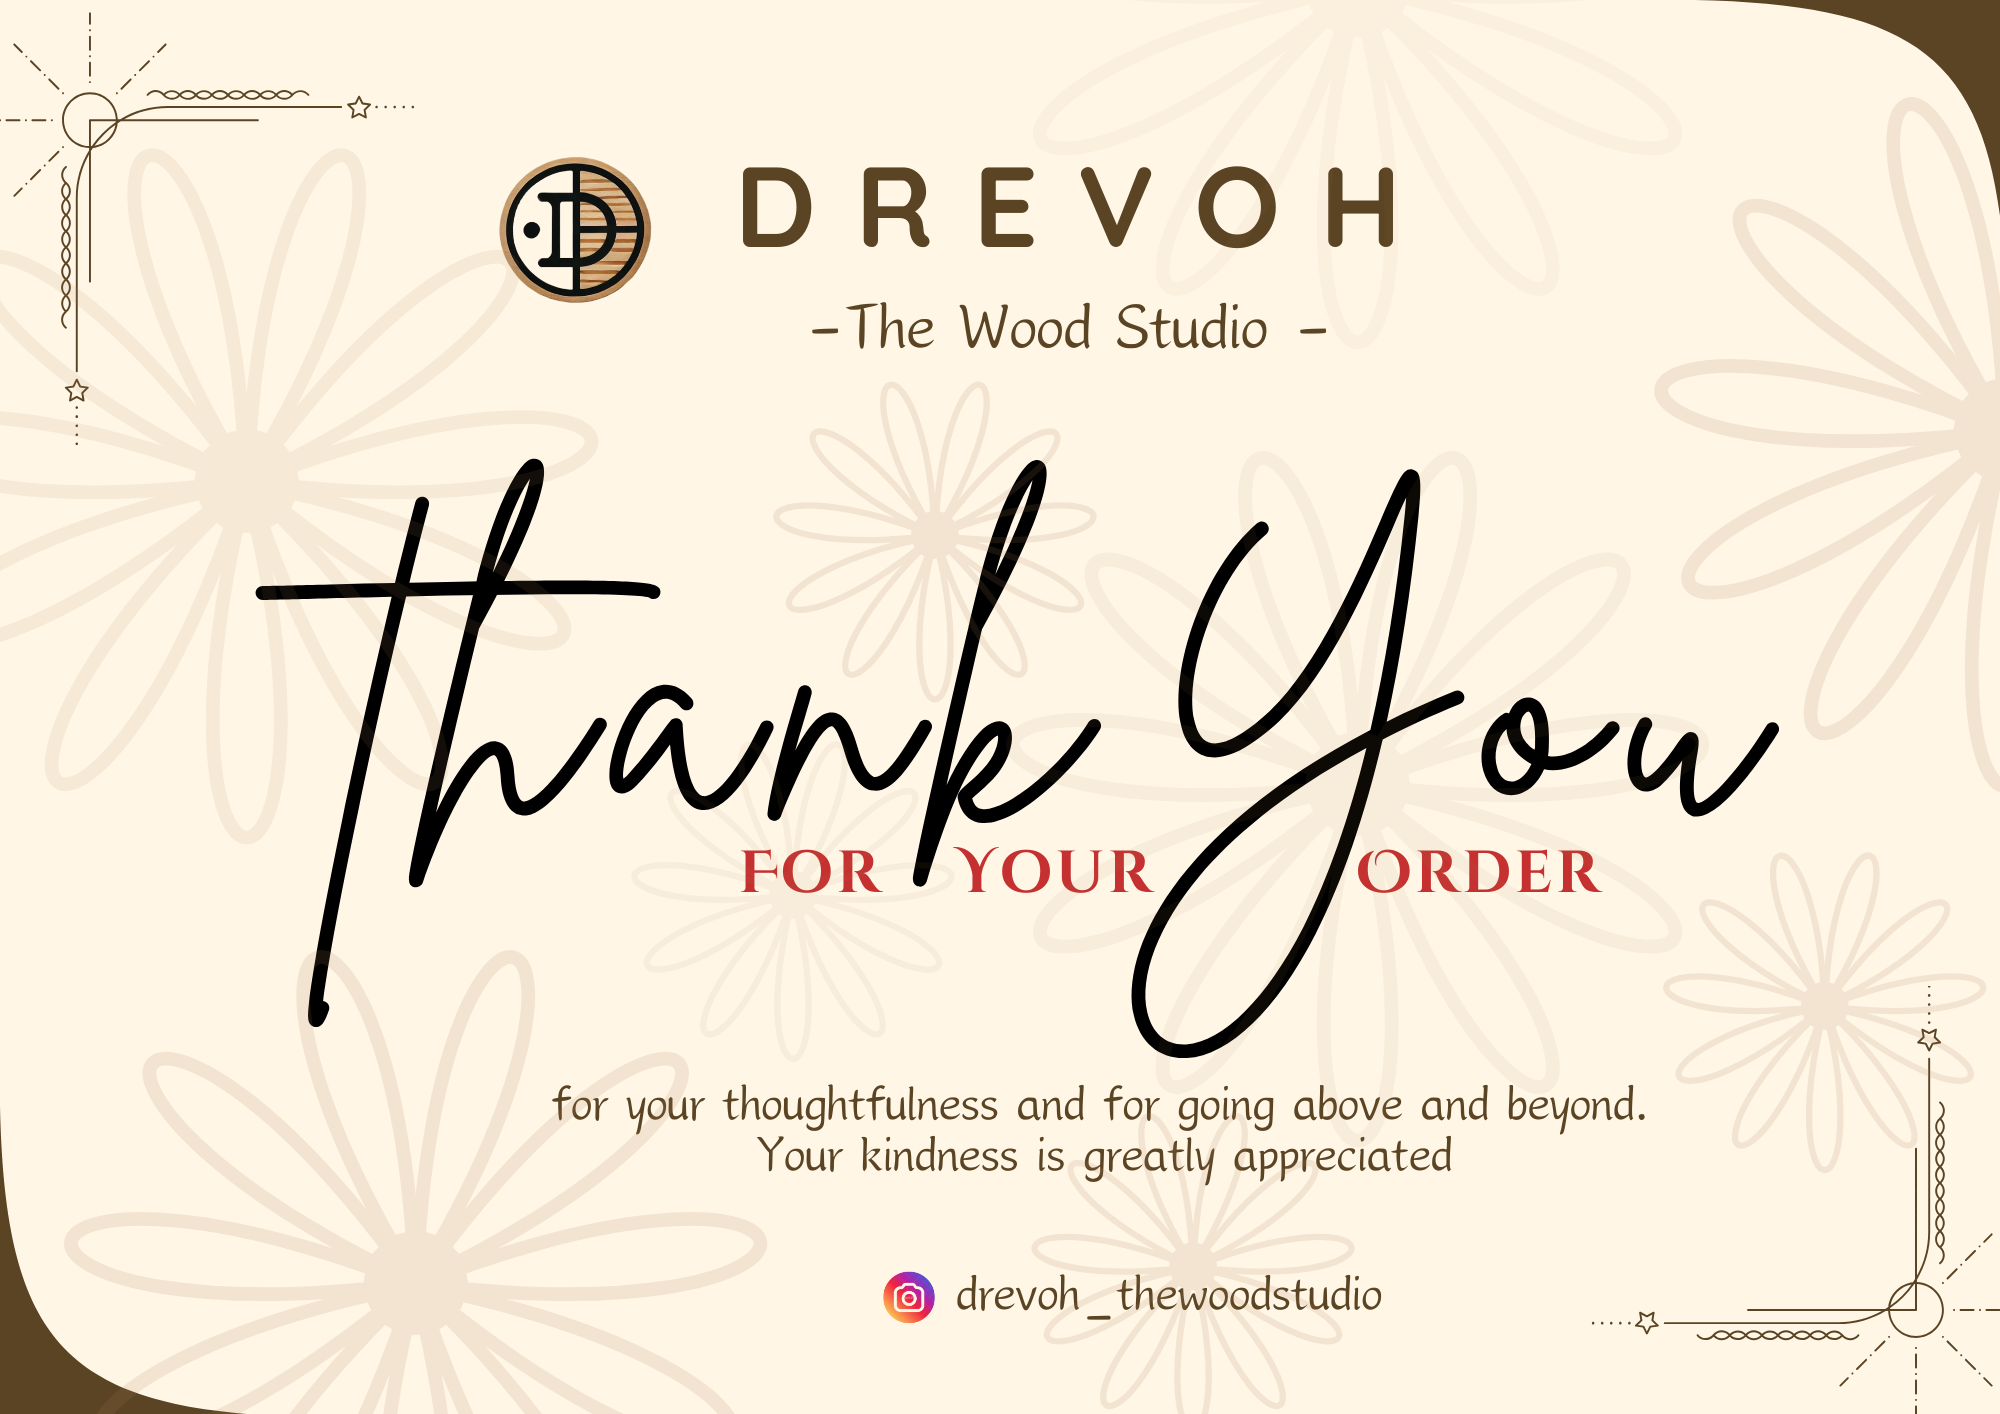 DREVOH
-The Wood Studio -
Thank You
FOR YOUR ORDER
for your thoughtfulness and for going above and beyond.
Your kindness is greatly appreciated
drevoh_thewoodstudio